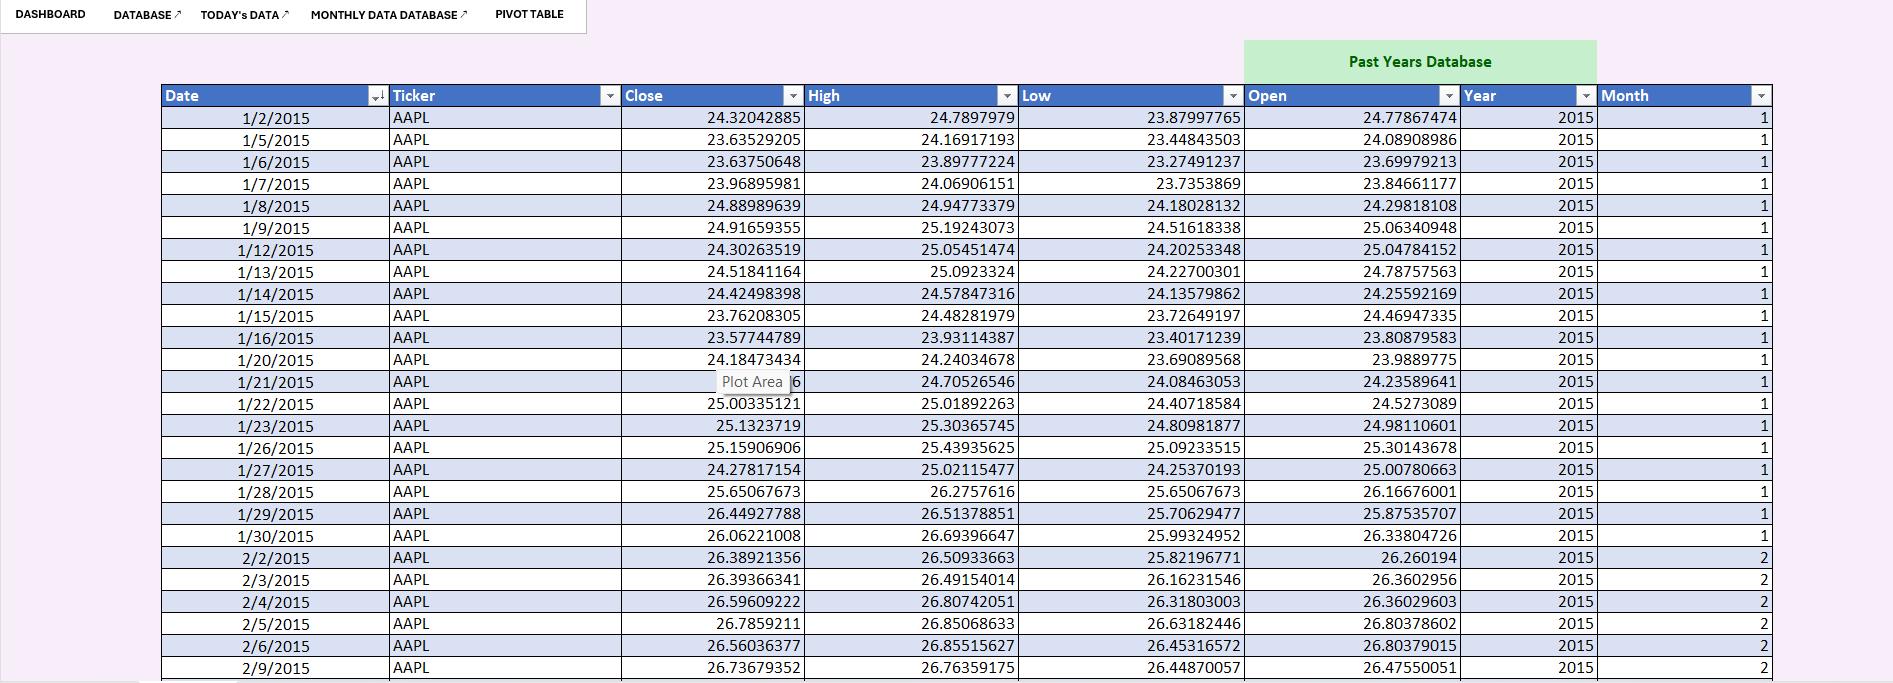 DASHBOARD DATABASE↗ TODAY's DATA↗ MONTHLY DATA DATABASE↗ PIVOT TABLE
Past Years Database
Date Ticker Close High Low Open Year Month
1/2/2015 AAPL 24.32042885 24.7897979 23.87997765 24.77867474 2015 1
1/5/2015 AAPL 23.63529205 24.16917193 23.44843503 24.08908986 2015 1
1/6/2015 AAPL 23.63750648 23.89777224 23.27491237 23.69979213 2015 1
1/7/2015 AAPL 23.96895981 24.06906151 23.7353869 23.84661177 2015 1
1/8/2015 AAPL 24.88989639 24.94773379 24.18028132 24.29818108 2015 1
1/9/2015 AAPL 24.91659355 25.19243073 24.51618338 25.06340948 2015 1
1/12/2015 AAPL 24.30263519 25.05451474 24.20253348 25.04784152 2015 1
1/13/2015 AAPL 24.51841164 25.0923324 24.22700301 24.78757563 2015 1
1/14/2015 AAPL 24.42498398 24.57847316 24.13579862 24.25592169 2015 1
1/15/2015 AAPL 23.76208305 24.48281979 23.72649197 24.46947335 2015 1
1/16/2015 AAPL 23.57744789 23.93114387 23.40171239 23.80879583 2015 1
1/20/2015 AAPL 24.18473434 24.24034678 23.69089568 23.9889775 2015 1
1/21/2015 AAPL Plot Area 6 24.70526546 24.08463053 24.23589641 2015 1
1/22/2015 AAPL 25.00335121 25.01892263 24.40718584 24.5273089 2015 1
1/23/2015 AAPL 25.1323719 25.30365745 24.80981877 24.98110601 2015 1
1/26/2015 AAPL 25.15906906 25.43935625 25.09233515 25.30143678 2015 1
1/27/2015 AAPL 24.27817154 25.02115477 24.25370193 25.00780663 2015 1
1/28/2015 AAPL 25.65067673 26.2757616 25.65067673 26.16676001 2015 1
1/29/2015 AAPL 26.44927788 26.51378851 25.70629477 25.87535707 2015 1
1/30/2015 AAPL 26.06221008 26.69396647 25.99324952 26.33804726 2015 1
2/2/2015 AAPL 26.38921356 26.50933663 25.82196771 26.260194 2015 2
2/3/2015 AAPL 26.39366341 26.49154014 26.16231546 26.3602956 2015 2
2/4/2015 AAPL 26.59609222 26.80742051 26.31803003 26.36029603 2015 2
2/5/2015 AAPL 26.7859211 26.85068633 26.63182446 26.80378602 2015 2
2/6/2015 AAPL 26.56036377 26.85515627 26.45316572 26.80379015 2015 2
2/9/2015 AAPL 26.73679352 26.76359175 26.44870057 26.47550051 2015 2